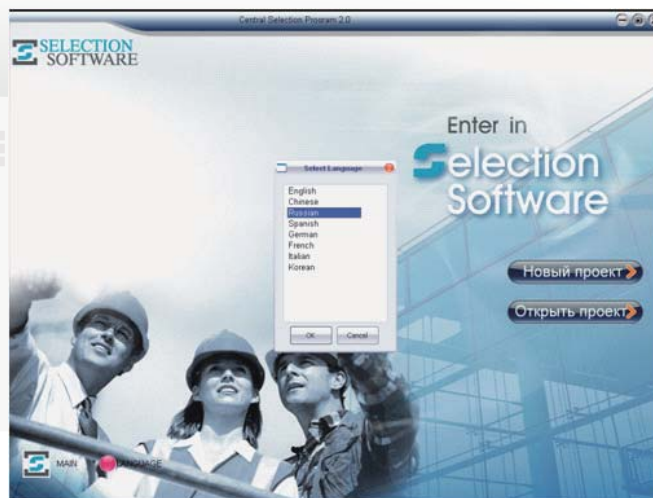 Central Selection Program 2.0
SELECTION
SOFTWARE
Enter in
Selection
Software
Select Language
English
Chinese
Russian
Spanish
German
French
Italian
Korean
OK
Cancel
Новый проект
Открыть проект
MAIN
LANGUAGE